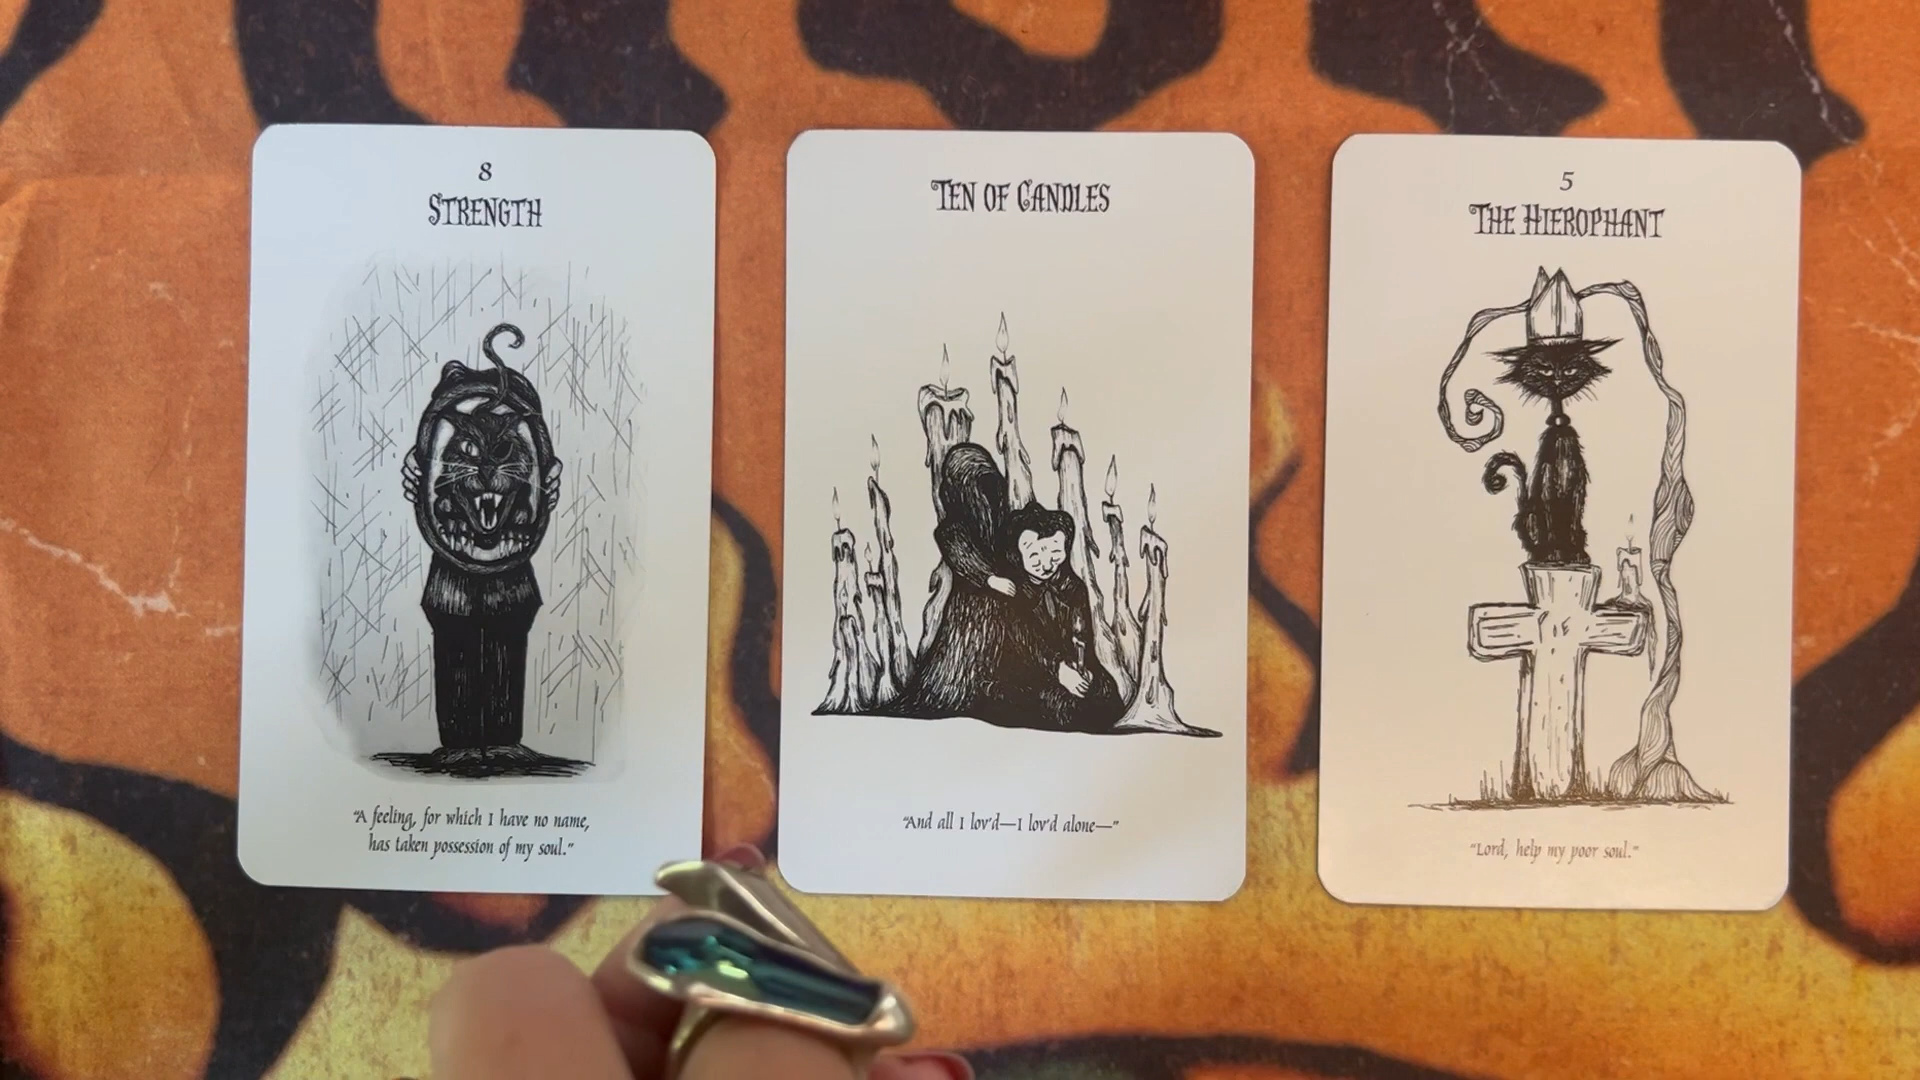 8
STRENGTH
"A feeling, for which I have no name,
has taken possession of my soul."
TEN OF CANDLES
"And all I lov'd—I lov'd alone—"
5
THE HIEROPHANT
"Lord, help my poor soul."